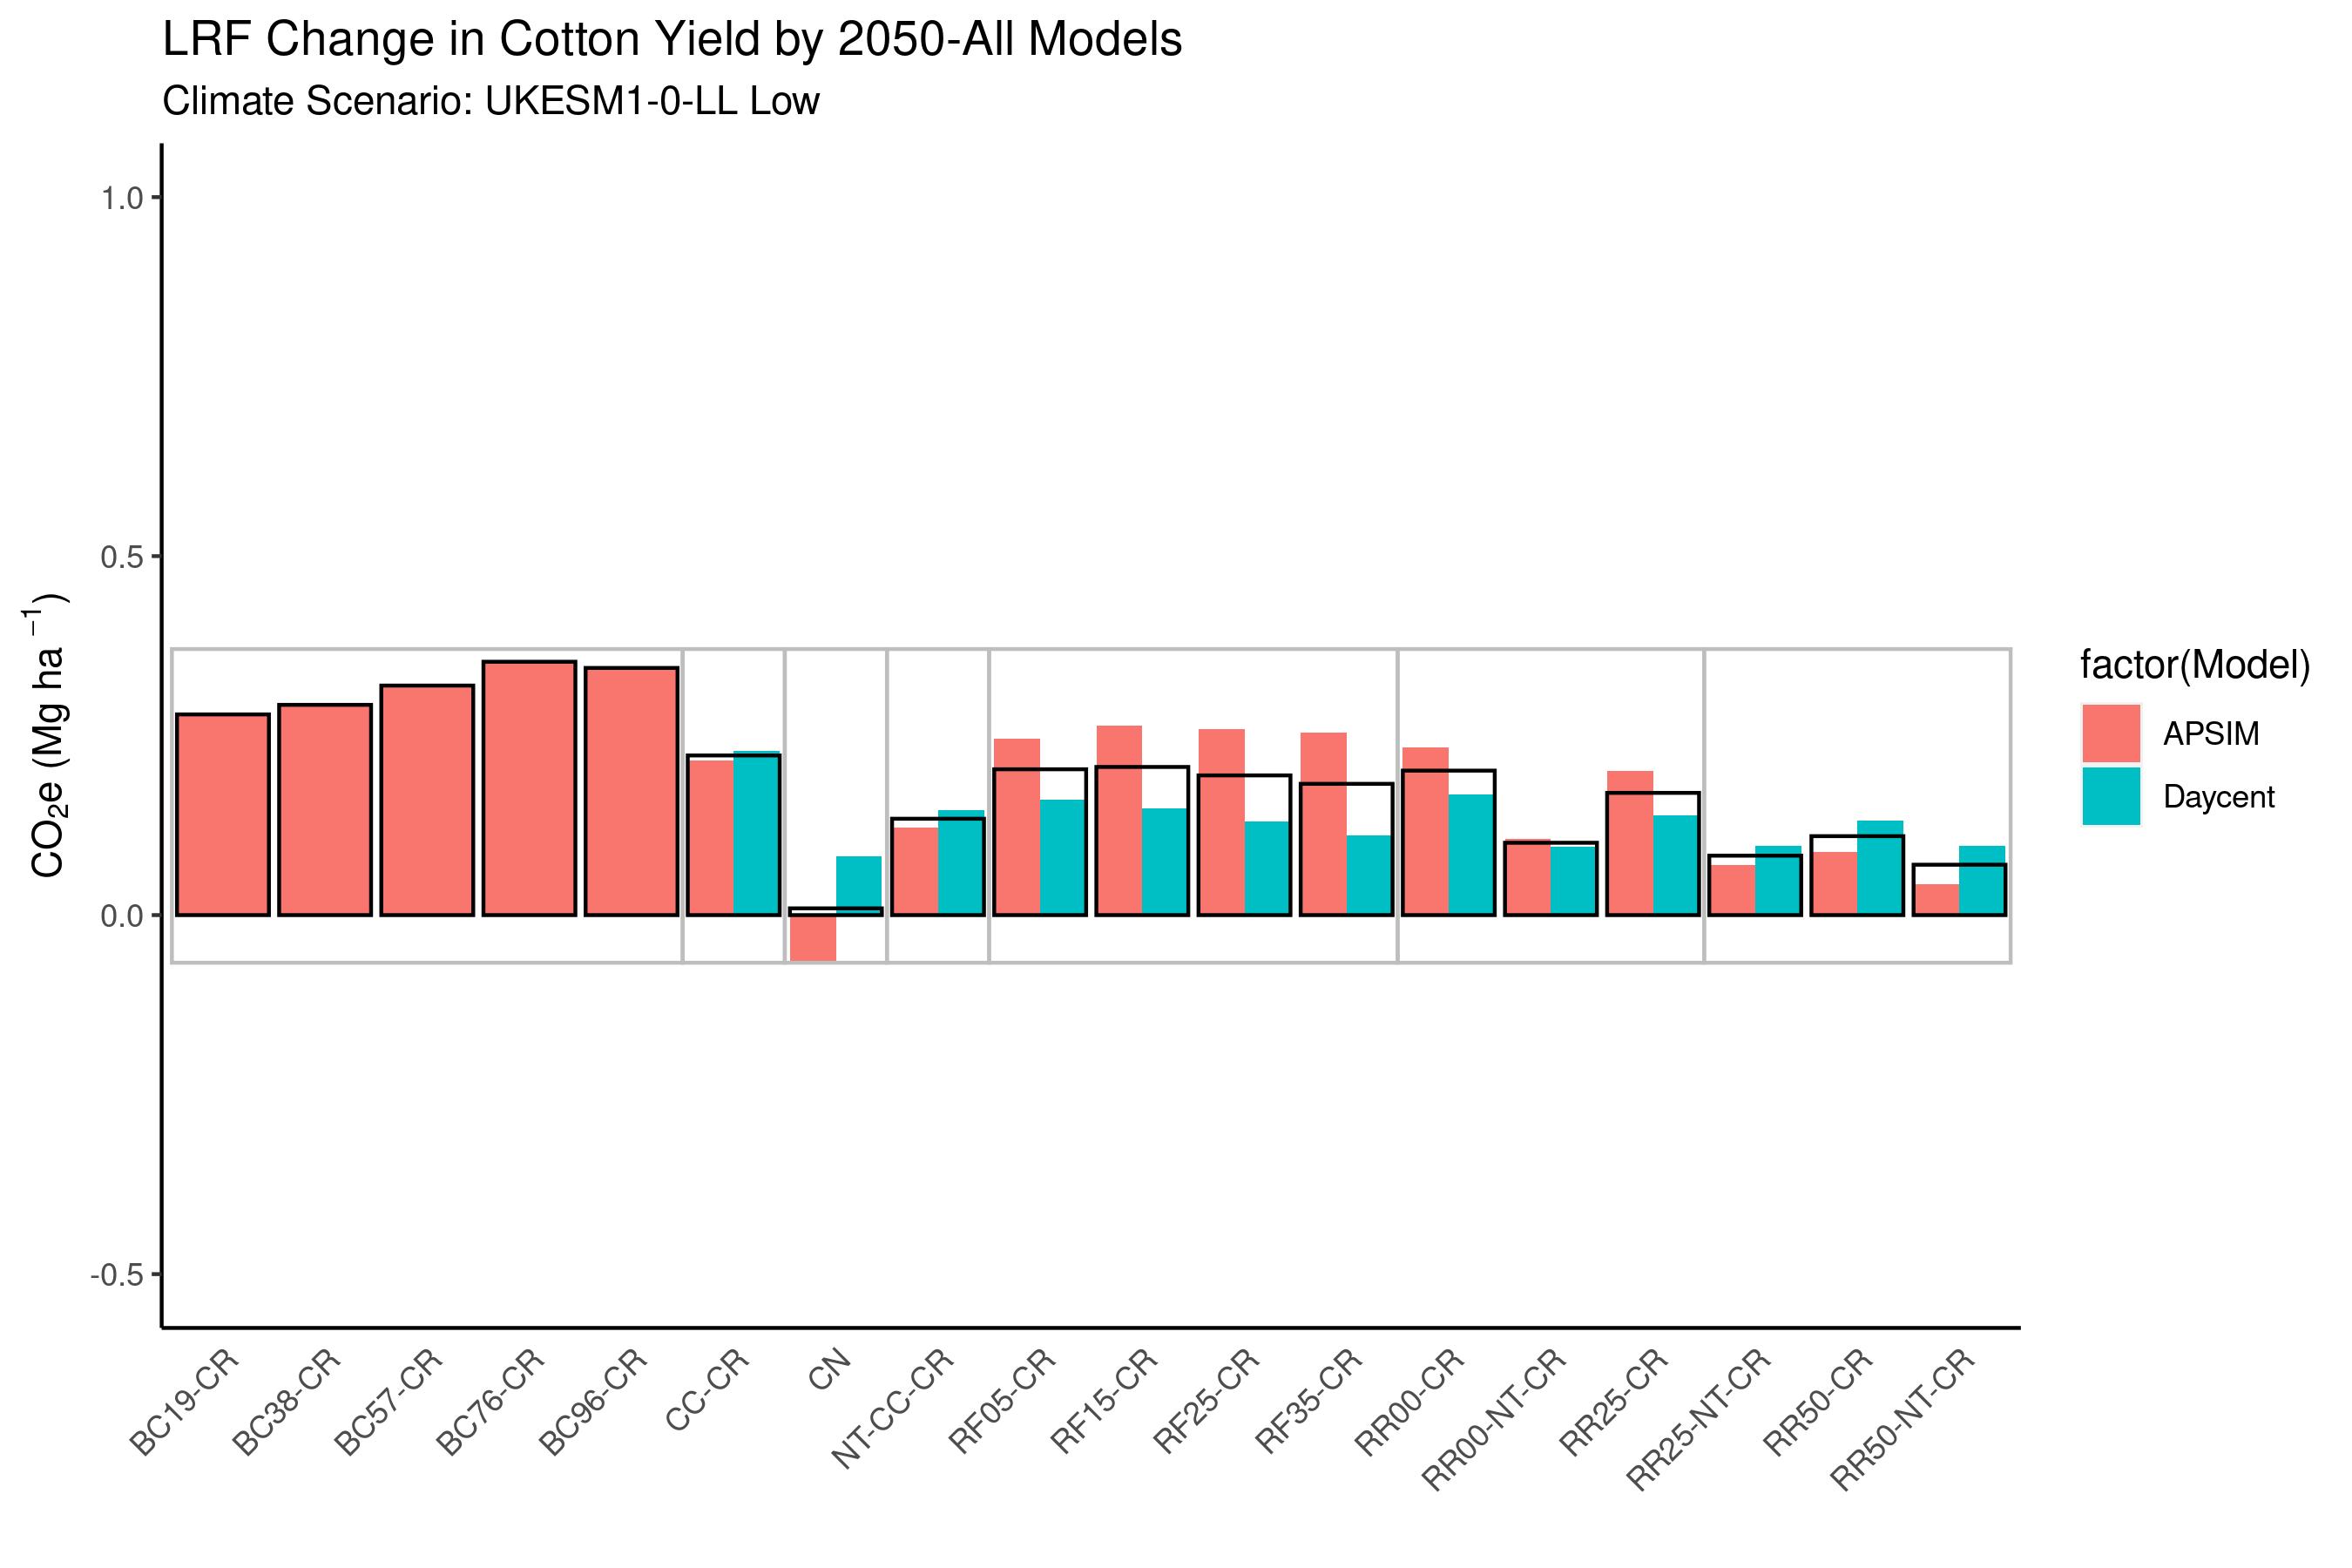 LRF Change in Cotton Yield by 2050-All Models
Climate Scenario: UKESM1-0-LL Low
CO₂e (Mg ha ⁻¹)
1.0
0.5
0.0
-0.5
BC19-CR
BC38-CR
BC57-CR
BC76-CR
BC96-CR
CC-CR
CN
NT-CC-CR
RF05-CR
RF15-CR
RF25-CR
RF35-CR
RR00-CR
RR00-NT-CR
RR25-CR
RR25-NT-CR
RR50-CR
RR50-NT-CR
factor(Model)
APSIM
Daycent